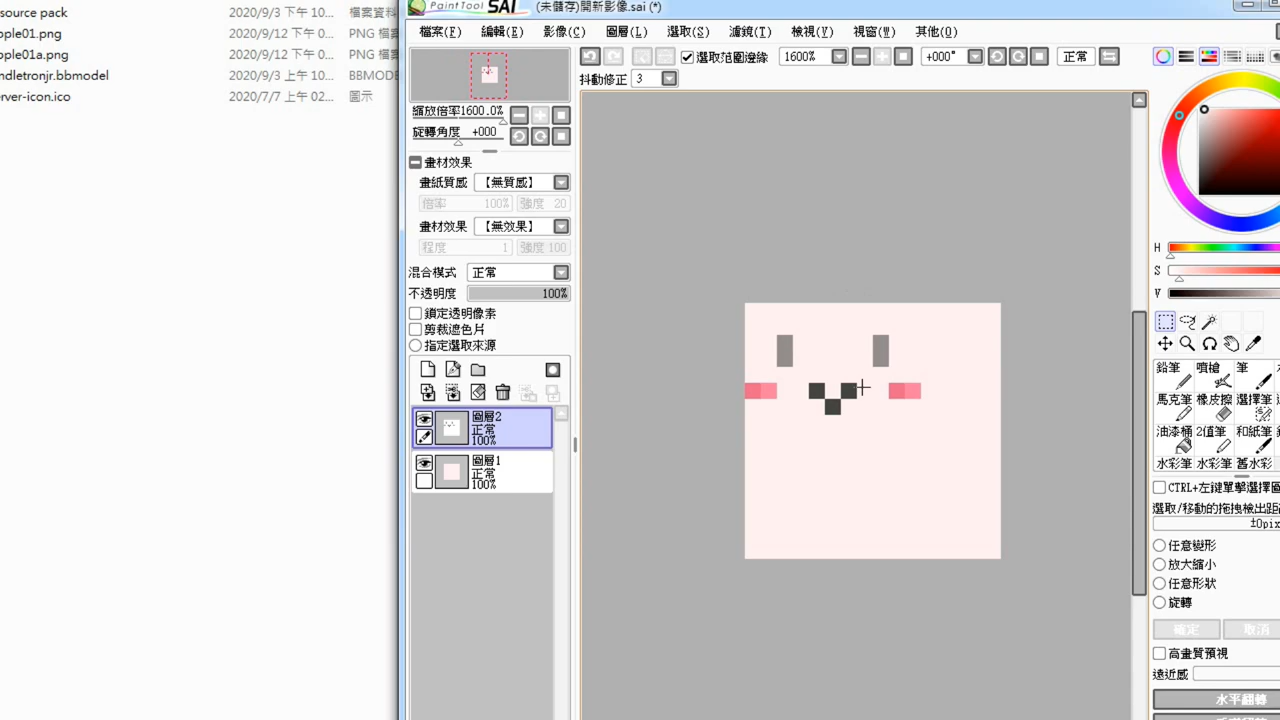 source pack 2020/9/3 下午 10... 檔案資料
ople01.png 2020/9/12 下午 0... PNG 檔案
ople01a.png 2020/9/12 下午 0... PNG 檔案
ndletronjr.bbmodel 2020/9/3 上午 10... BBMODE
erver-icon.ico 2020/7/7 上午 02... 圖示
PaintTool SAI (未儲存)開新影像.sai (*)
檔案(F) 編輯(E) 影像(C) 圖層(L) 選取(S) 濾鏡(T) 檢視(V) 視窗(W) 其他(O)
選取範圍邊緣 1600% +000° 正常
抖動修正 3
縮放倍率 1600.0%
旋轉角度 +000
畫材效果
畫紙質感 【無質感】
倍率 100% 強度 20
畫材效果 【無效果】
程度 1 強度 100
混合模式 正常
不透明度 100%
鎖定透明像素
剪裁遮色片
指定選取來源
圖層2
正常
100%
圖層1
正常
100%
H
S
V
鉛筆 噴槍 筆
馬克筆 橡皮擦 選擇筆
油漆桶 2值筆 和紙筆
水彩筆 水彩筆 舊水彩
CTRL+左鍵單擊選擇圖
選取/移動的拖拽檢出距
±0pix
任意變形
放大縮小
任意形狀
旋轉
確定 取消
高畫質預視
遠近感
水平翻轉